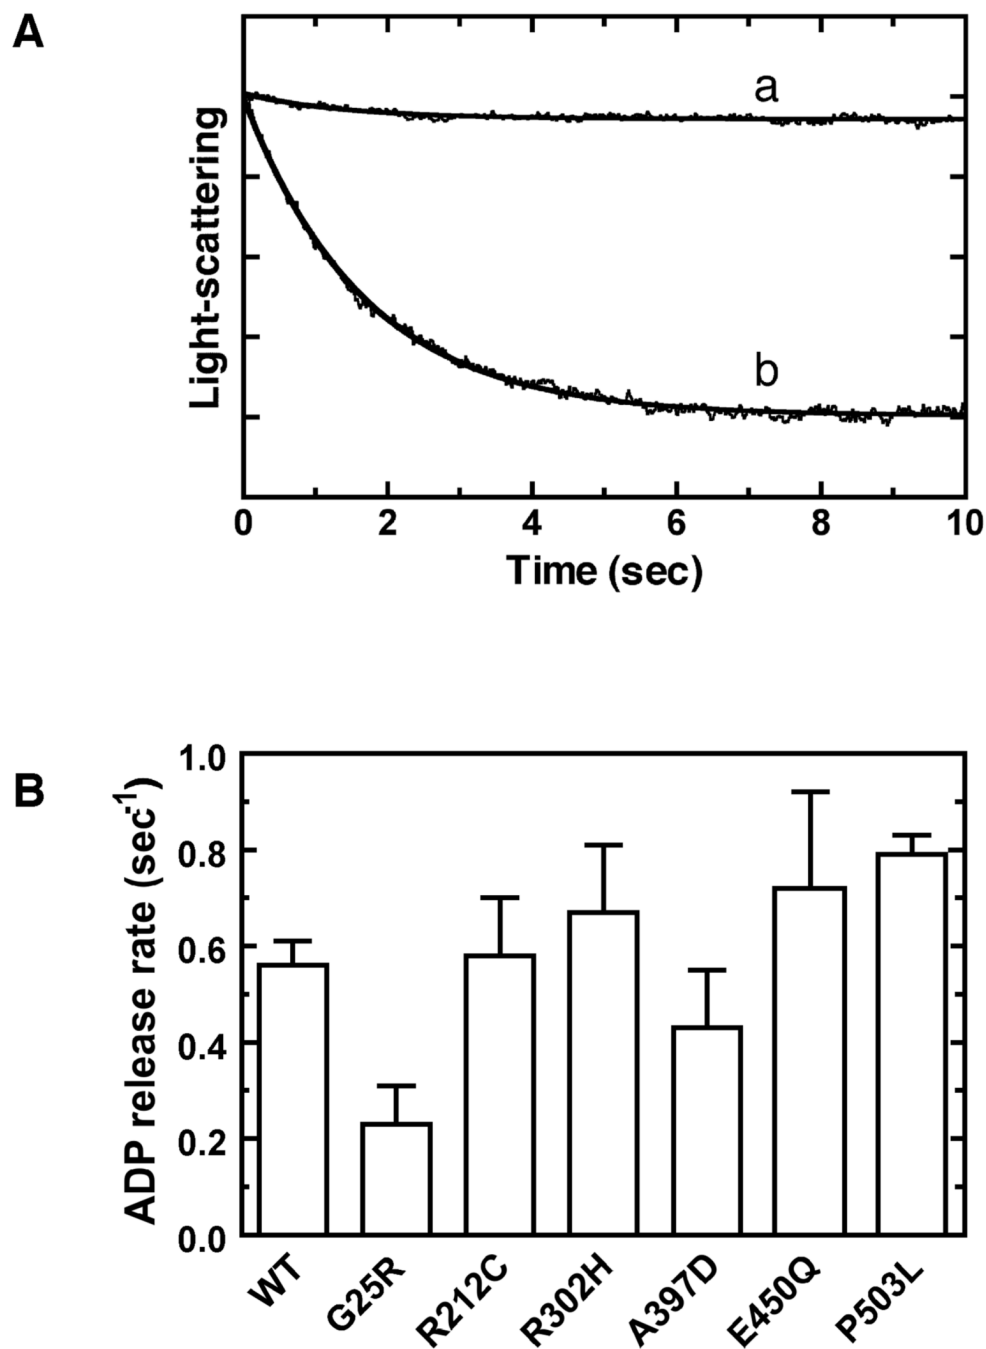 A
Light-scattering
a
b
0 2 4 6 8 10
Time (sec)
B
ADP release rate (sec-1)
1.0
0.8
0.6
0.4
0.2
0.0
WT G25R R212C R302H A397D E450Q P503L